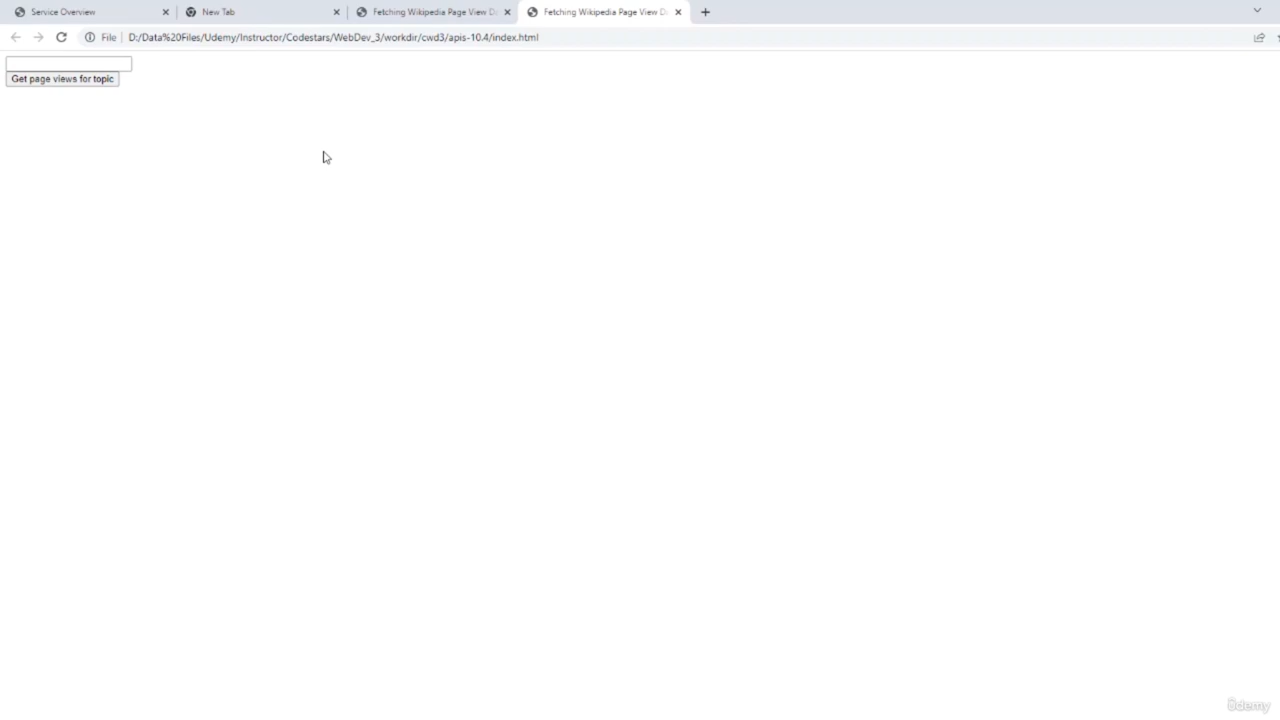 Service Overview
New Tab
Fetching Wikipedia Page View D
Fetching Wikipedia Page View D
File
D:/Data%20Files/Udemy/Instructor/Codestars/WebDev_3/workdir/cwd3/apis-10.4/index.html
Get page views for topic
ûdemy